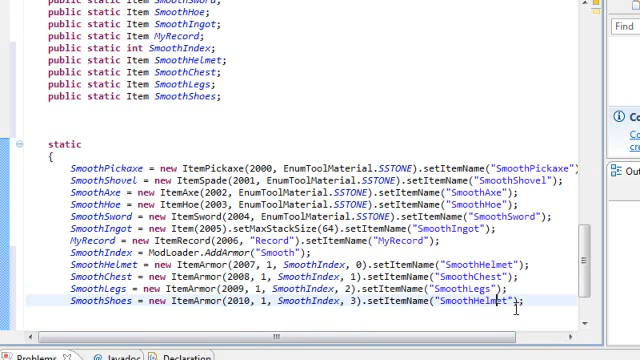 public static Item SmoothSword;
public static Item SmoothHoe;
public static Item SmoothIngot;
public static Item MyRecord;
public static int SmoothIndex;
public static Item SmoothHelmet;
public static Item SmoothChest;
public static Item SmoothLegs;
public static Item SmoothShoes;
static
{
SmoothPickaxe = new ItemPickaxe(2000, EnumToolMaterial.SSTONE).setItemName("SmoothPickaxe"
SmoothShovel = new ItemSpade(2001, EnumToolMaterial.SSTONE).setItemName("SmoothShovel");
SmoothAxe = new ItemAxe(2002, EnumToolMaterial.SSTONE).setItemName("SmoothAxe");
SmoothHoe = new ItemHoe(2003, EnumToolMaterial.SSTONE).setItemName("SmoothHoe");
SmoothSword = new ItemSword(2004, EnumToolMaterial.SSTONE).setItemName("SmoothSword");
SmoothIngot = new Item(2005).setMaxStackSize(64).setItemName("SmoothIngot");
MyRecord = new ItemRecord(2006, "Record").setItemName("MyRecord");
SmoothIndex = ModLoader.AddArmor("Smooth");
SmoothHelmet = new ItemArmor(2007, 1, SmoothIndex, 0).setItemName("SmoothHelmet");
SmoothChest = new ItemArmor(2008, 1, SmoothIndex, 1).setItemName("SmoothChest");
SmoothLegs = new ItemArmor(2009, 1, SmoothIndex, 2).setItemName("SmoothLegs");
SmoothShoes = new ItemArmor(2010, 1, SmoothIndex, 3).setItemName("SmoothHelmet");
Problems
Javadoc
Declaration
Find
Co
Out